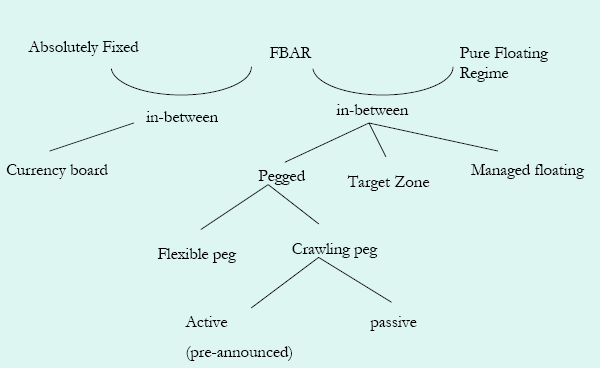 Absolutely Fixed
FBAR
Pure Floating
Regime
in-between
in-between
Currency board
Pegged
Target Zone
Managed floating
Flexible peg
Crawling peg
Active
passive
(pre-announced)